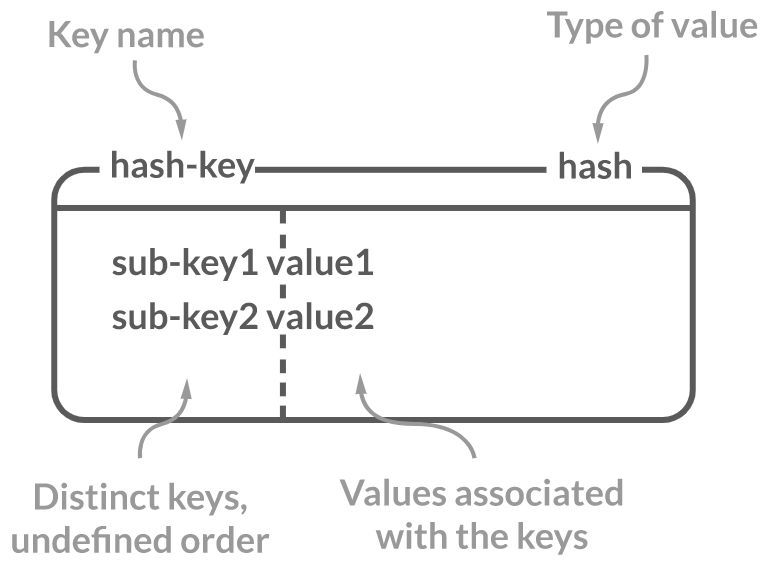 Key name
Type of value
hash-key
hash
sub-key1 value1
sub-key2 value2
Distinct keys,
undefined order
Values associated
with the keys